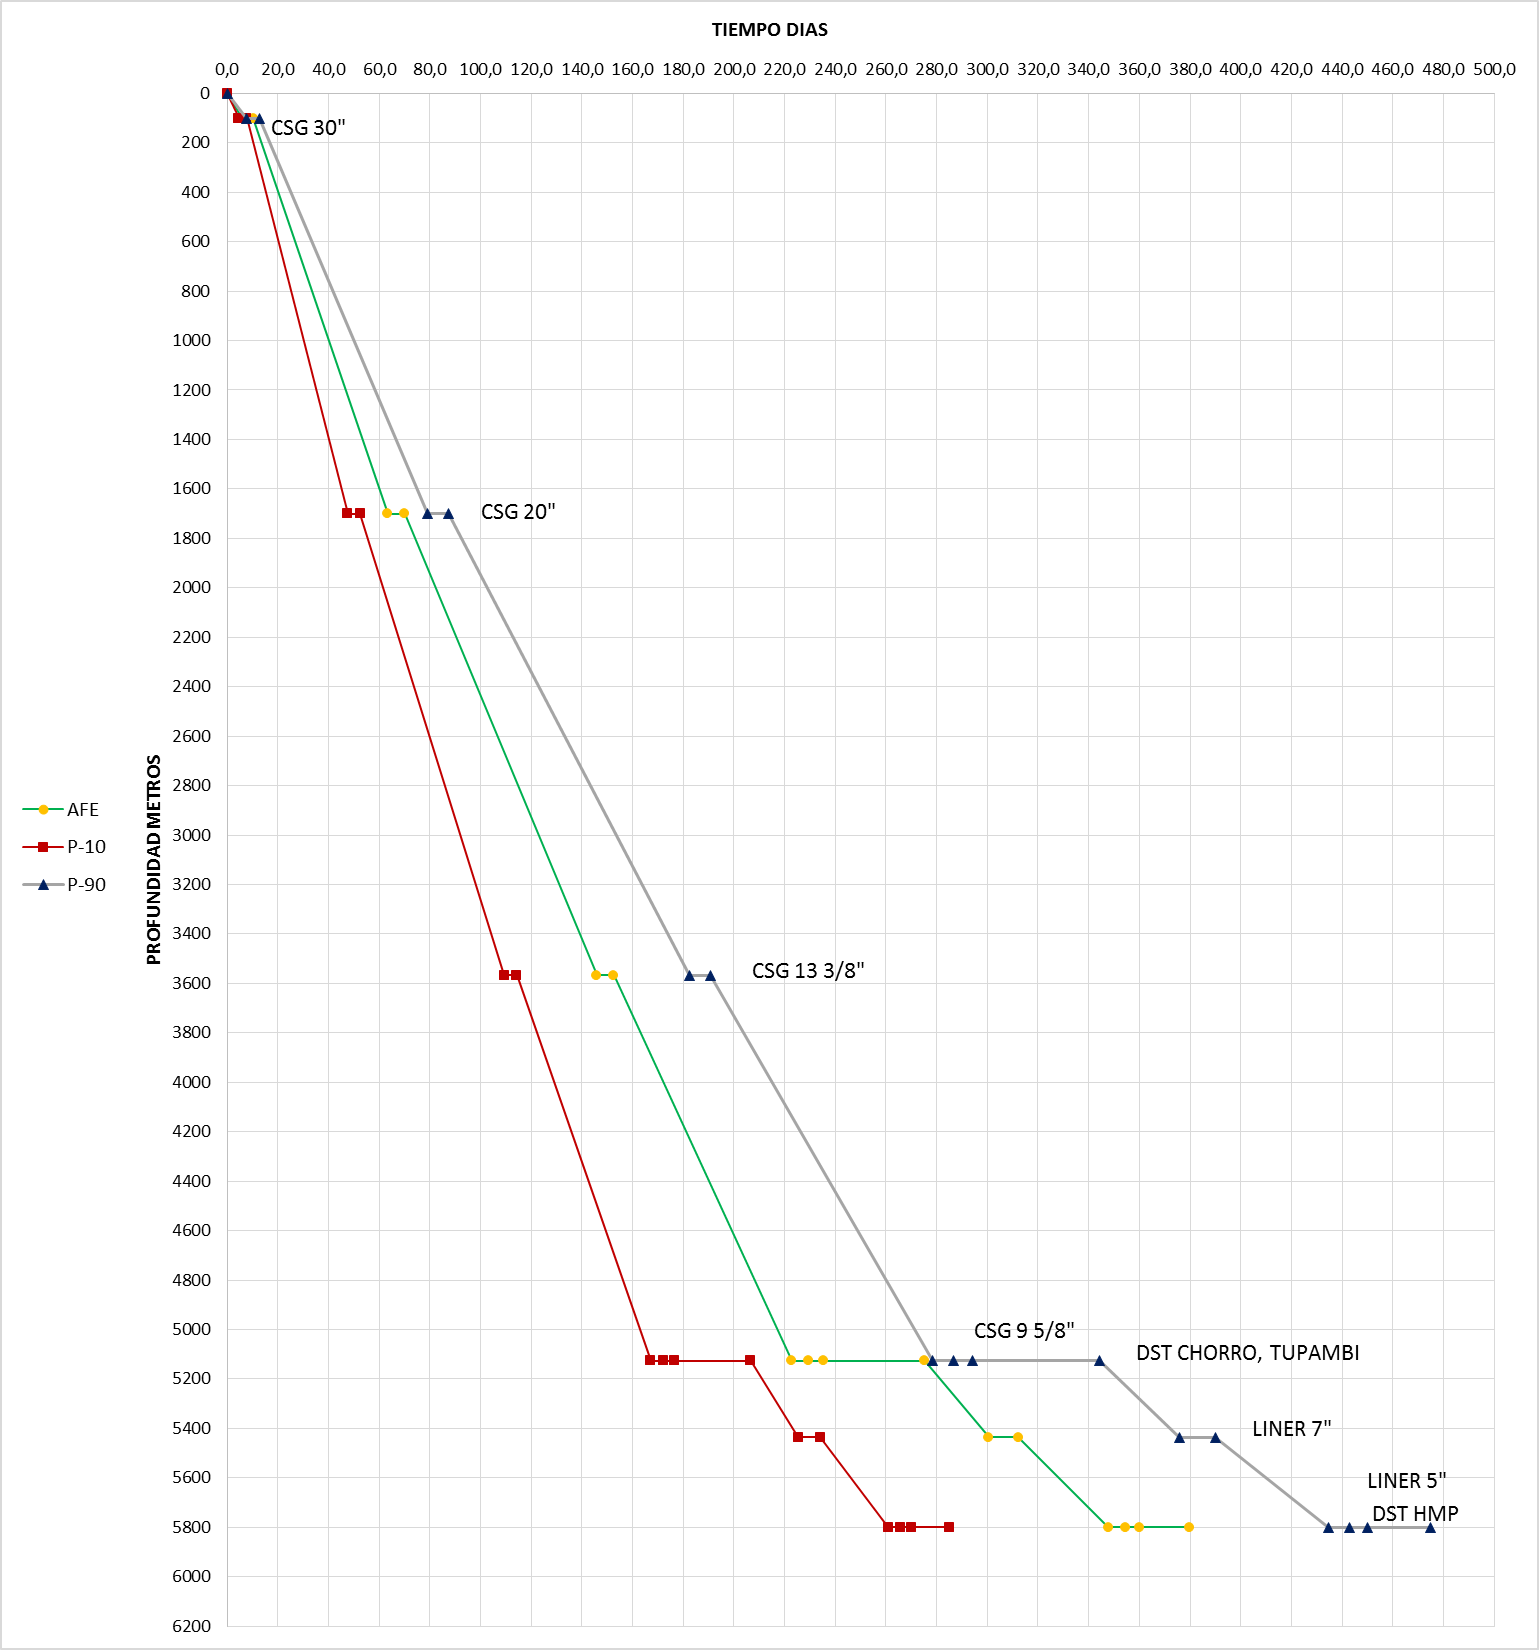 TIEMPO DIAS
0,0 20,0 40,0 60,0 80,0 100,0 120,0 140,0 160,0 180,0 200,0 220,0 240,0 260,0 280,0 300,0 320,0 340,0 360,0 380,0 400,0 420,0 440,0 460,0 480,0 500,0
0
CSG 30"
200
400
600
800
1000
1200
1400
1600
CSG 20"
1800
2000
2200
2400
2600
2800
AFE
3000
P-10
PROFUNDIDAD METROS
P-90
3200
3400
CSG 13 3/8"
3600
3800
4000
4200
4400
4600
4800
5000
CSG 9 5/8"
DST CHORRO, TUPAMBI
5200
5400
LINER 7"
5600
LINER 5"
DST HMP
5800
6000
6200